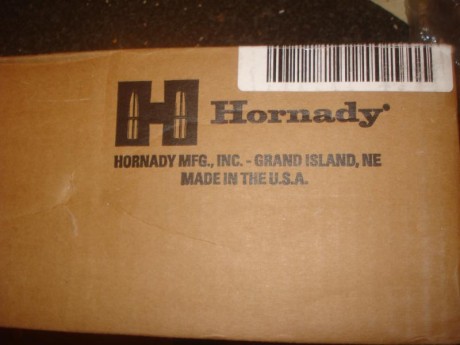 H Hornady®
HORNADY MFG., INC. - GRAND ISLAND, NE
MADE IN THE U.S.A.